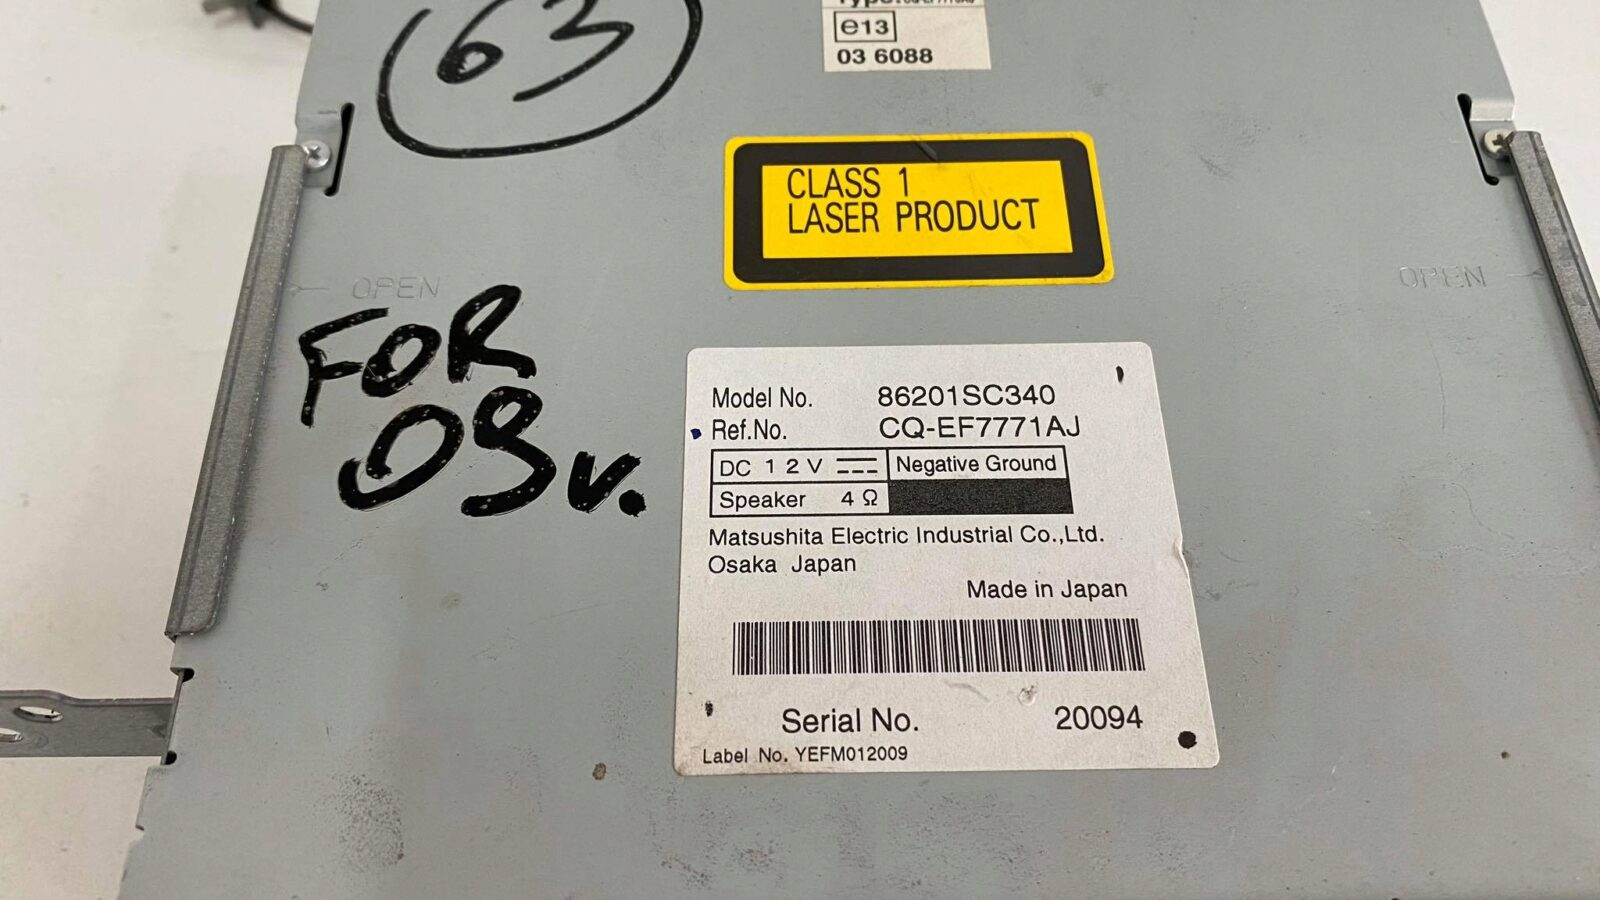 63
e13
03 6088
CLASS 1
LASER PRODUCT
OPEN
OPEN
FOR
Model No. 86201SC340
Ref.No. CQ-EF7771AJ
DC 12V Negative Ground
Speaker 4Ω
Matsushita Electric Industrial Co.,Ltd.
Osaka Japan
Made in Japan
Serial No. 20094
Label No. YEFM012009